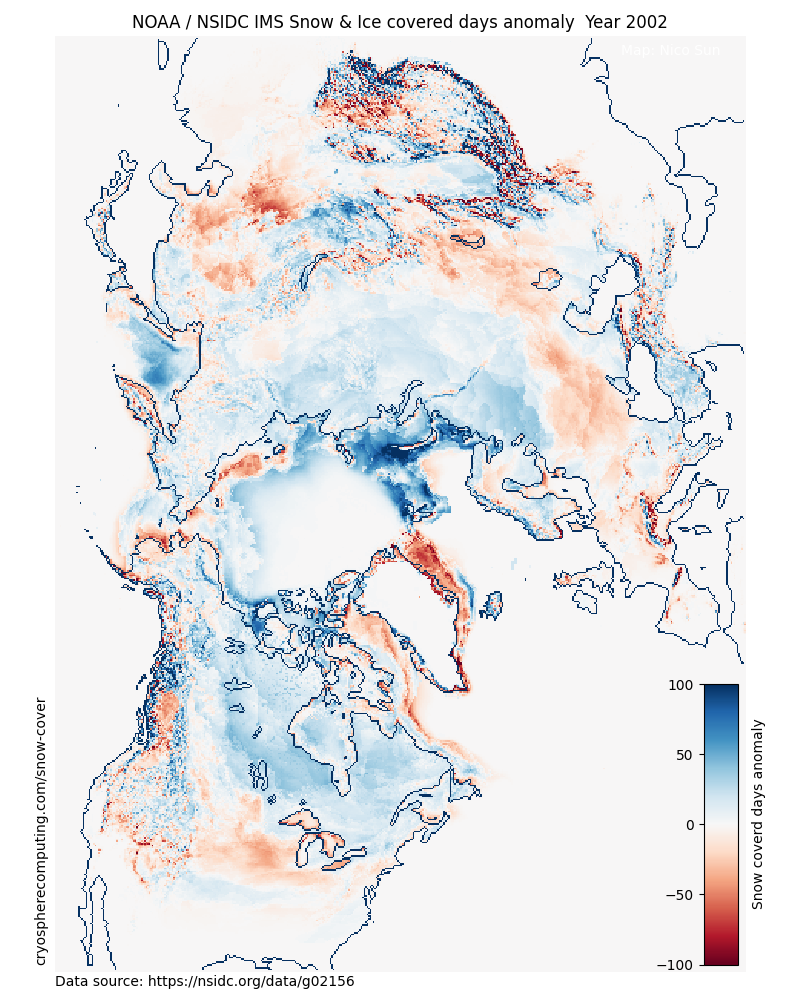 NOAA / NSIDC IMS Snow & Ice covered days anomaly  Year 2002
Map: Nico Sun
cryospherecomputing.com/snow-cover
100
50
0
−50
−100
Snow coverd days anomaly
Data source: https://nsidc.org/data/g02156